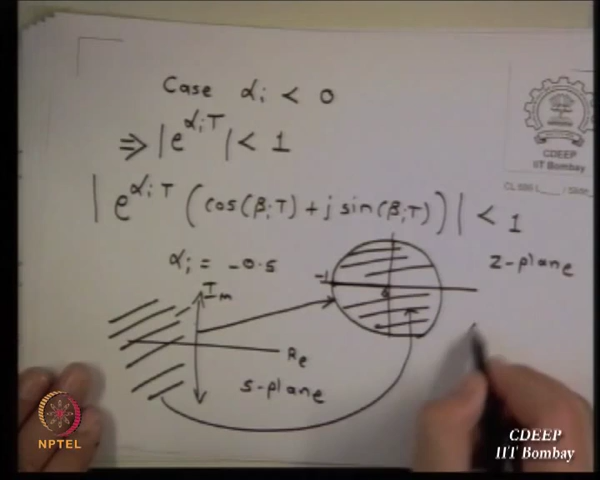 Case αi < 0
⇒ |e^{αiT}| < 1
|e^{αiT} (cos(βiT) + j sin(βiT))| < 1
αi = -0.5
-1
z-plane
Im
Re
s-plane
CDEEP
IIT Bombay
NPTEL
CDEEP
IIT Bombay